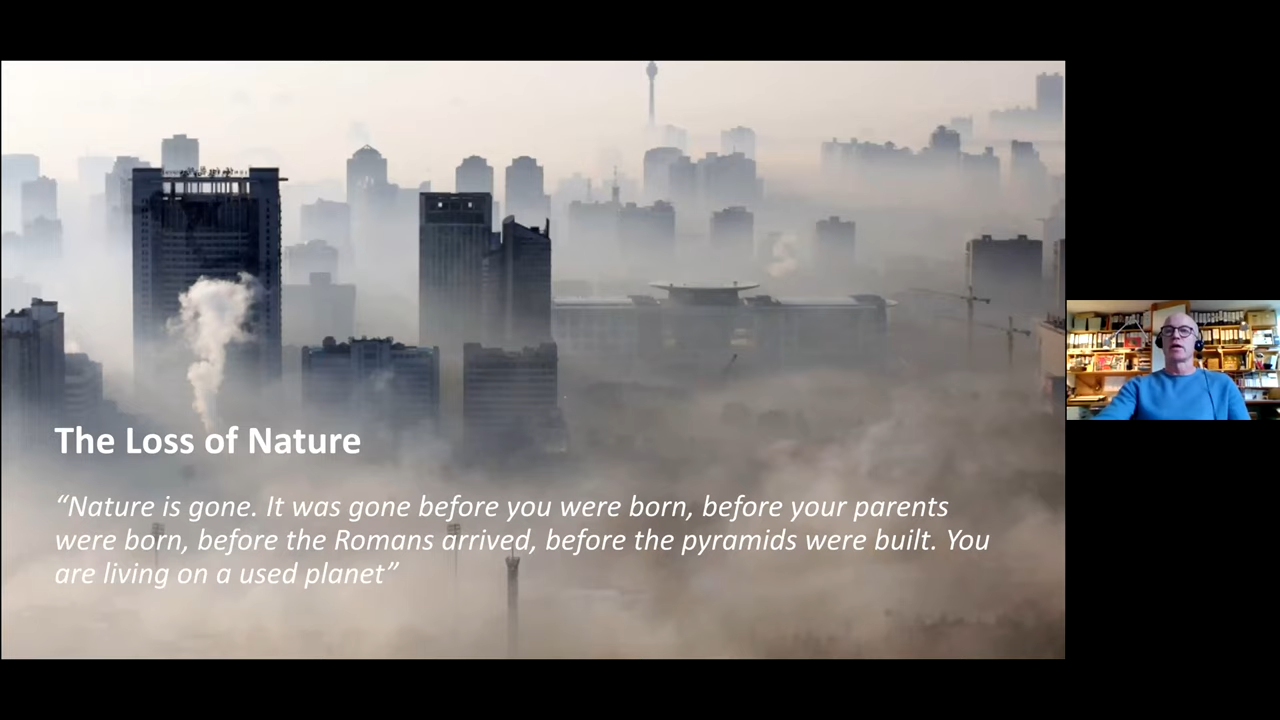 The Loss of Nature
“Nature is gone. It was gone before you were born, before your parents
were born, before the Romans arrived, before the pyramids were built. You
are living on a used planet”